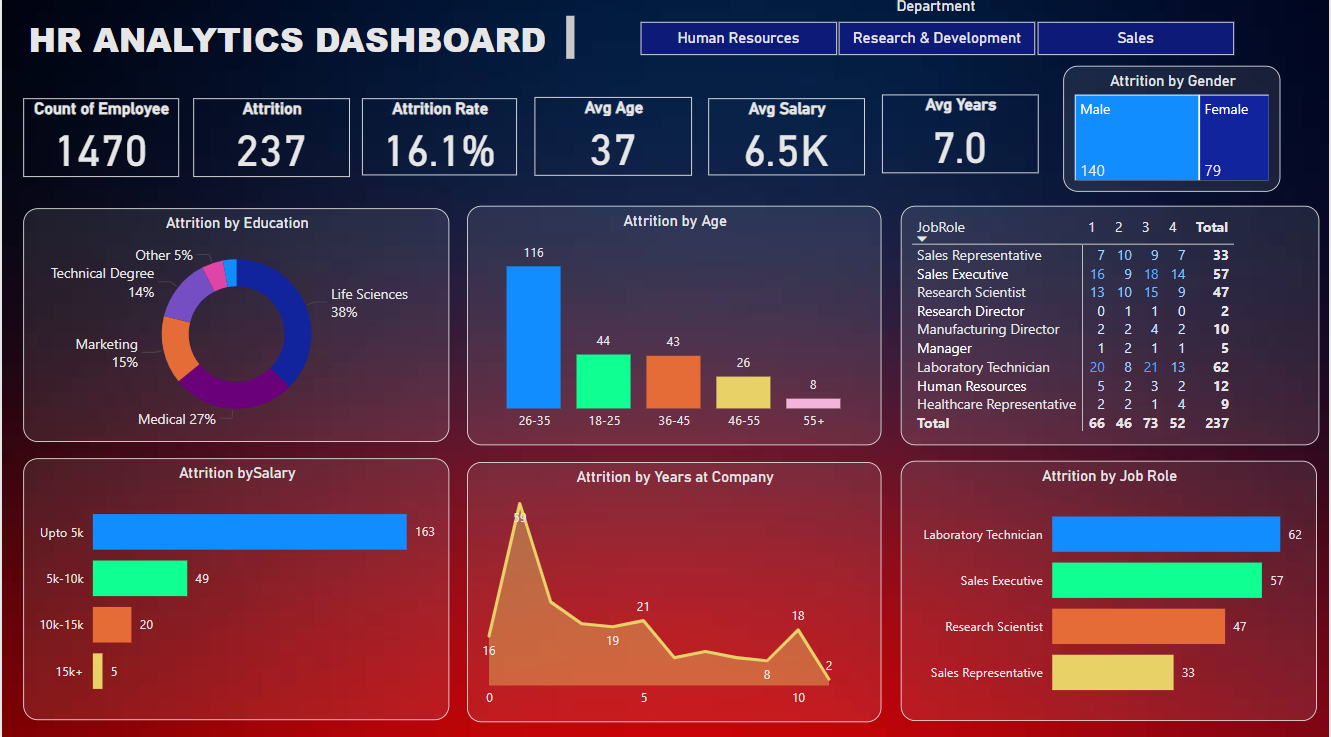 Department
HR ANALYTICS DASHBOARD
Human Resources
Research & Development
Sales
Count of Employee
1470
Attrition
237
Attrition Rate
16.1%
Avg Age
37
Avg Salary
6.5K
Avg Years
7.0
Attrition by Gender
Male
140
Female
79
Attrition by Education
Other 5%
Technical Degree
14%
Life Sciences
38%
Marketing
15%
Medical 27%
Attrition by Age
116
44
43
26
8
26-35
18-25
36-45
46-55
55+
JobRole 1 2 3 4 Total
Sales Representative 7 10 9 7 33
Sales Executive 16 9 18 14 57
Research Scientist 13 10 15 9 47
Research Director 0 1 1 0 2
Manufacturing Director 2 2 4 2 10
Manager 1 2 1 1 5
Laboratory Technician 20 8 21 13 62
Human Resources 5 2 3 2 12
Healthcare Representative 2 2 1 4 9
Total 66 46 73 52 237
Attrition bySalary
Upto 5k 163
5k-10k 49
10k-15k 20
15k+ 5
Attrition by Years at Company
59
16
19
21
8
18
2
0
5
10
Attrition by Job Role
Laboratory Technician 62
Sales Executive 57
Research Scientist 47
Sales Representative 33